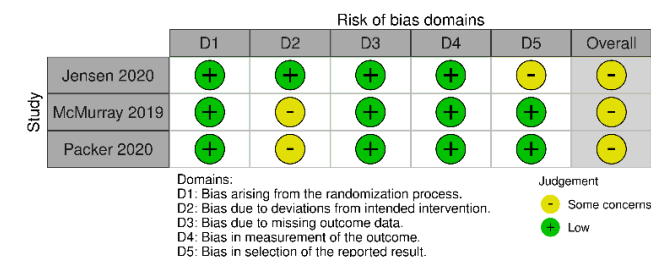 Risk of bias domains
D1 D2 D3 D4 D5 Overall
Study
Jensen 2020 + + + + - -
McMurray 2019 + - + + + -
Packer 2020 + - + + + -
Domains:
D1: Bias arising from the randomization process.
D2: Bias due to deviations from intended intervention.
D3: Bias due to missing outcome data.
D4: Bias in measurement of the outcome.
D5: Bias in selection of the reported result.
Judgement
- Some concerns
+ Low